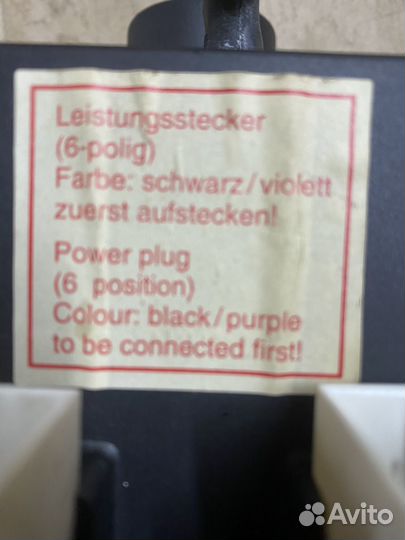 Leistungsstecker
(6-polig)
Farbe: schwarz/violett
zuerst aufstecken!
Power plug
(6 position)
Colour: black/purple
to be connected first!
Avito